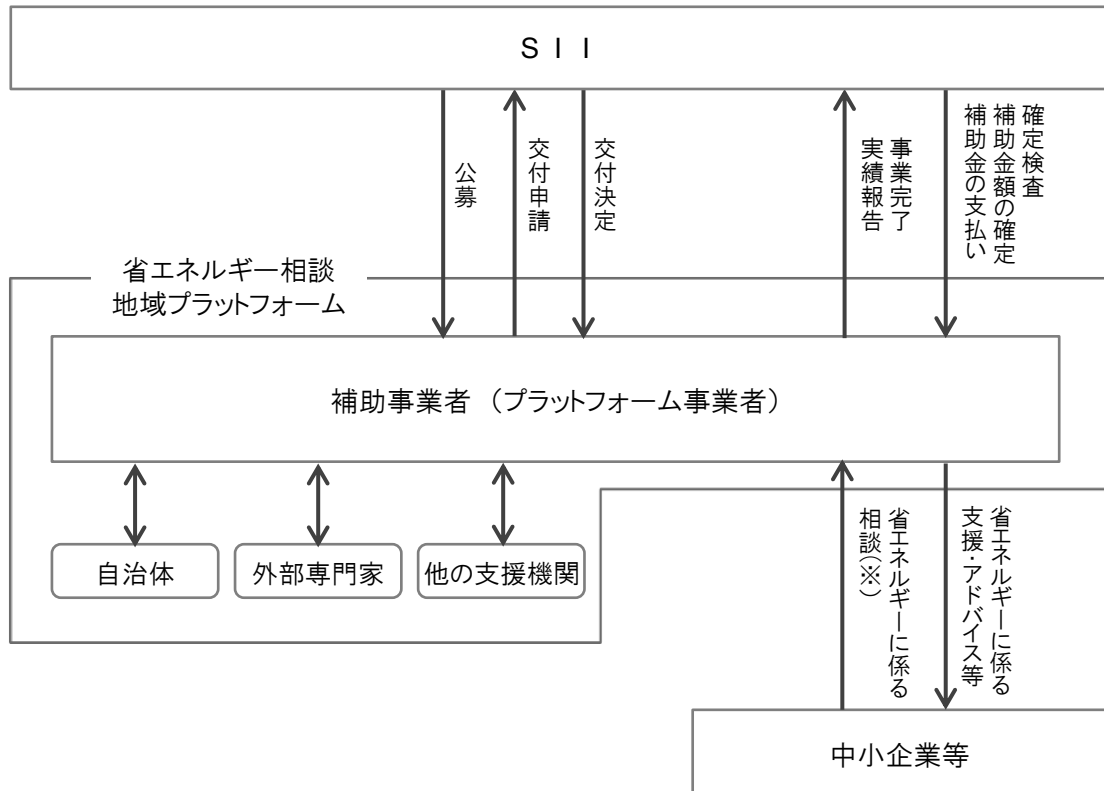 ＳＩＩ
公募
交付申請
交付決定
事業完了
実績報告
確定検査
補助金額の確定
補助金の支払い
省エネルギー相談
地域プラットフォーム
補助事業者（プラットフォーム事業者）
自治体
外部専門家
他の支援機関
省エネルギーに係る
相談(※)
省エネルギーに係る
支援・アドバイス等
中小企業等